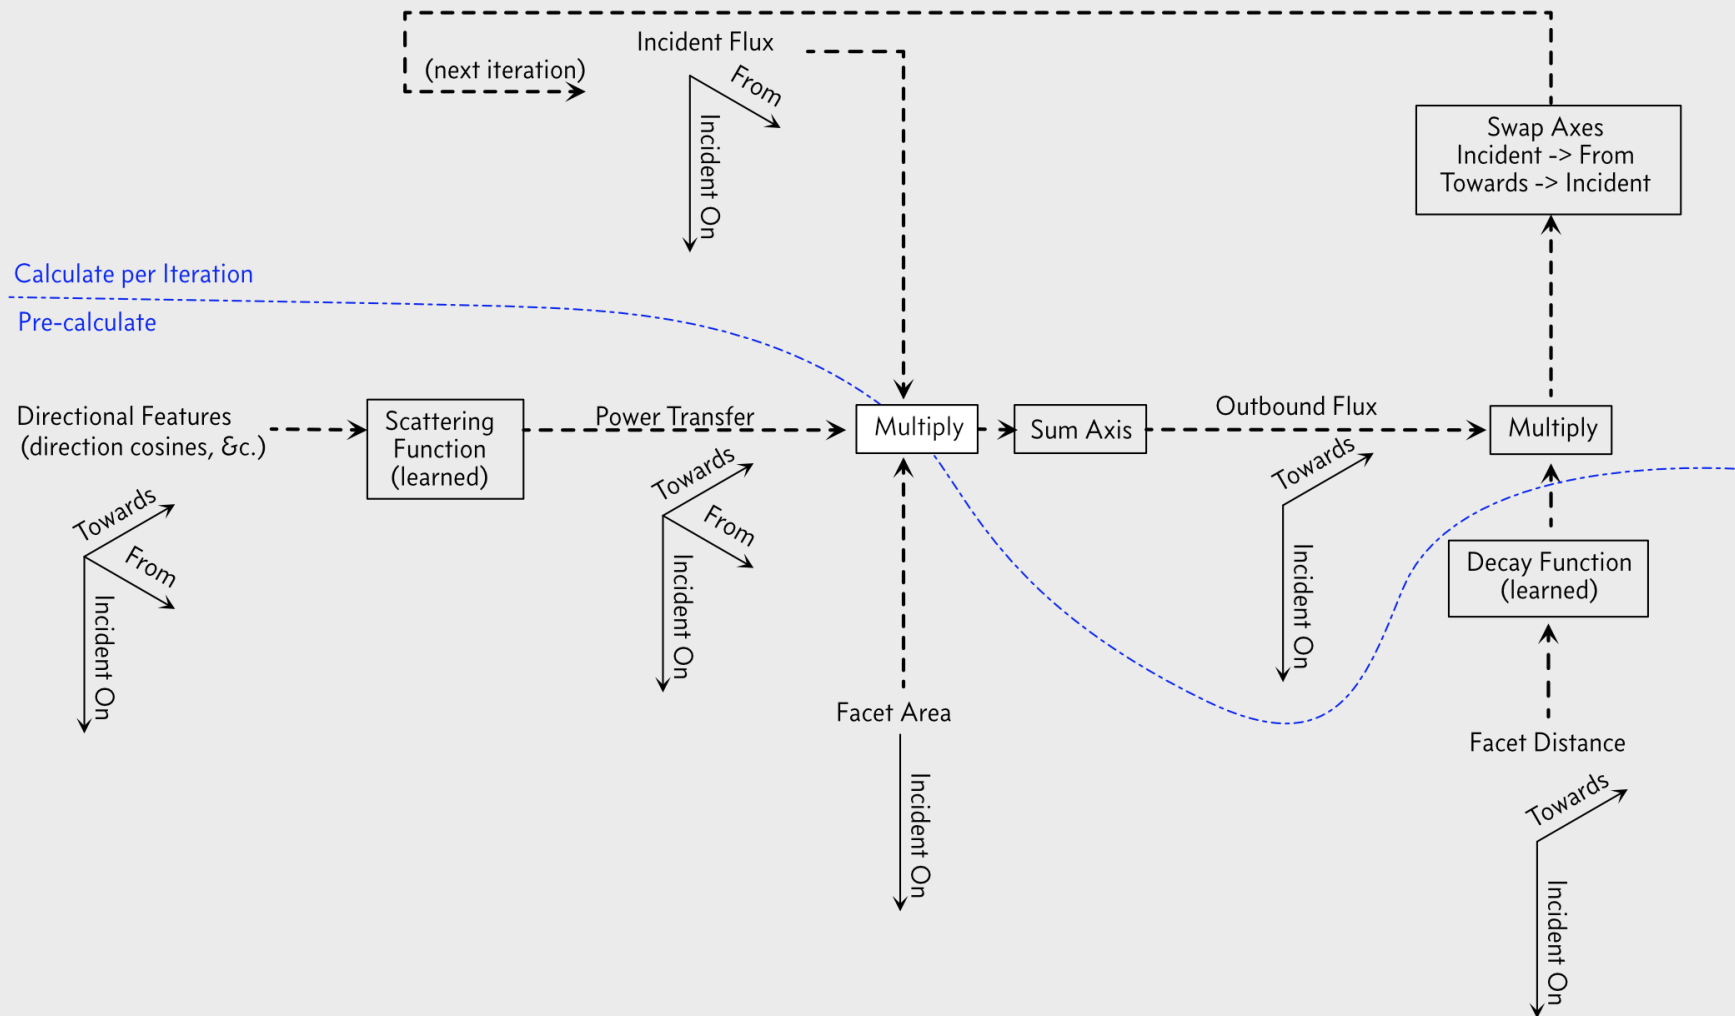 Incident Flux
(next iteration)
From
Incident On
Swap Axes
Incident -> From
Towards -> Incident
Calculate per Iteration
Pre-calculate
Directional Features
(direction cosines, &c.)
Towards
From
Incident On
Scattering
Function
(learned)
Power Transfer
Towards
From
Incident On
Multiply
Sum Axis
Outbound Flux
Towards
Incident On
Multiply
Decay Function
(learned)
Facet Area
Incident On
Facet Distance
Towards
Incident On